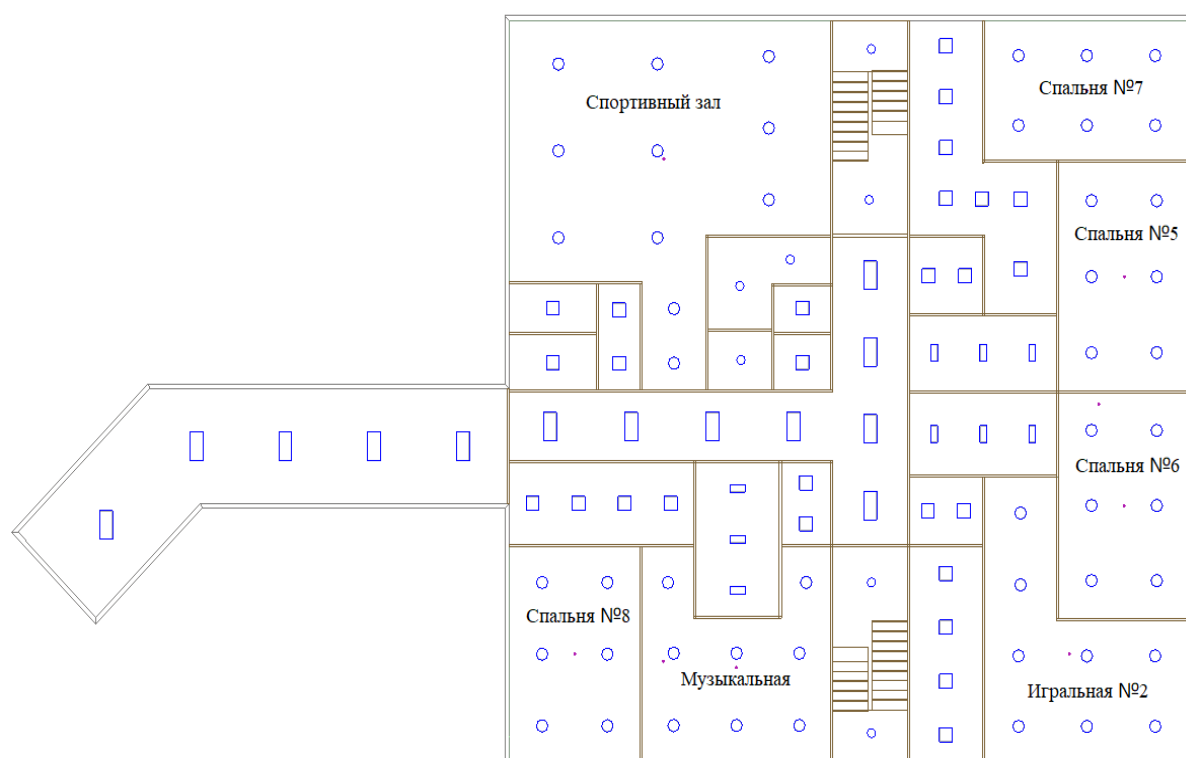 Спортивный зал
Спальня №7
Спальня №5
Спальня №6
Спальня №8
Музыкальная
Игральная №2